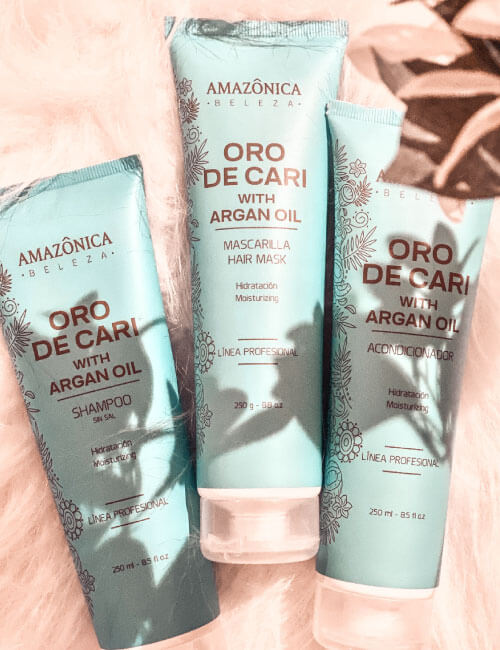 AMAZÔNICA
· BELEZA ·
ORO
DE CARI
WITH
ARGAN OIL
SHAMPOO
SIN SAL
Hidratación
Moisturizing
LÍNEA PROFESIONAL
250 ml - 8.5 fl oz
AMAZÔNICA
· BELEZA ·
ORO
DE CARI
WITH
ARGAN OIL
MASCARILLA
HAIR MASK
Hidratación
Moisturizing
LÍNEA PROFESIONAL
250 g - 8.8 oz
BELEZA
ORO
DE CARI
WITH
ARGAN OIL
ACONDICIONADOR
Hidratación
Moisturizing
LÍNEA PROFESIONAL
250 ml - 8.5 fl oz